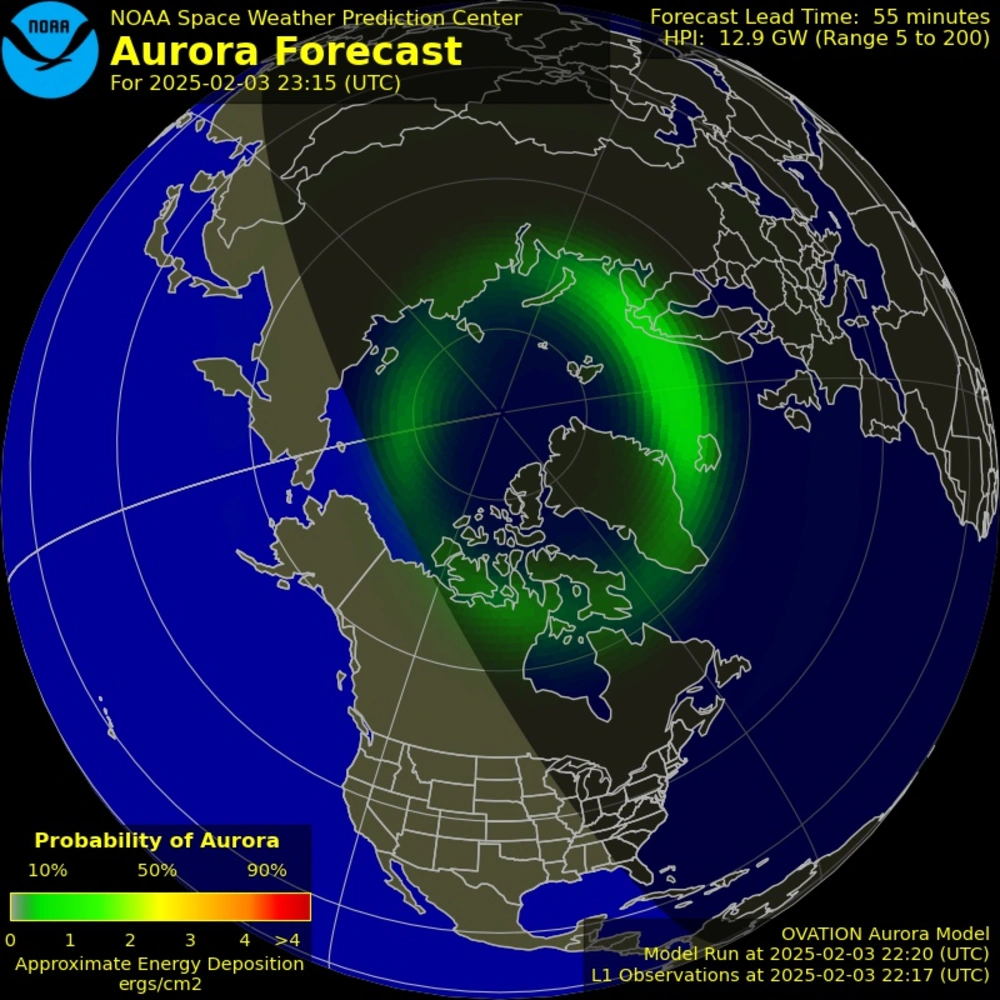 NOAA
NOAA Space Weather Prediction Center
Aurora Forecast
For 2025-02-03 23:15 (UTC)
Forecast Lead Time: 55 minutes
HPI: 12.9 GW (Range 5 to 200)
Probability of Aurora
10% 50% 90%
0 1 2 3 4 >4
Approximate Energy Deposition
ergs/cm2
OVATION Aurora Model
Model Run at 2025-02-03 22:20 (UTC)
L1 Observations at 2025-02-03 22:17 (UTC)